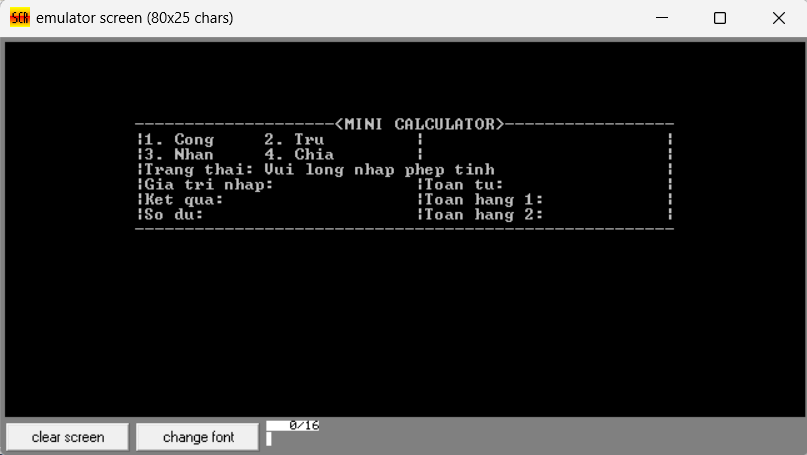 SCR emulator screen (80x25 chars)
--------------------<MINI CALCULATOR>-----------------
|1. Cong     2. Tru         |                        |
|3. Nhan     4. Chia        |                        |
|Trang thai: Vui long nhap phep tinh                 |
|Gia tri nhap:              |Toan tu:                |
|Ket qua:                   |Toan hang 1:            |
|So du:                     |Toan hang 2:            |
------------------------------------------------------
clear screen change font 0/16